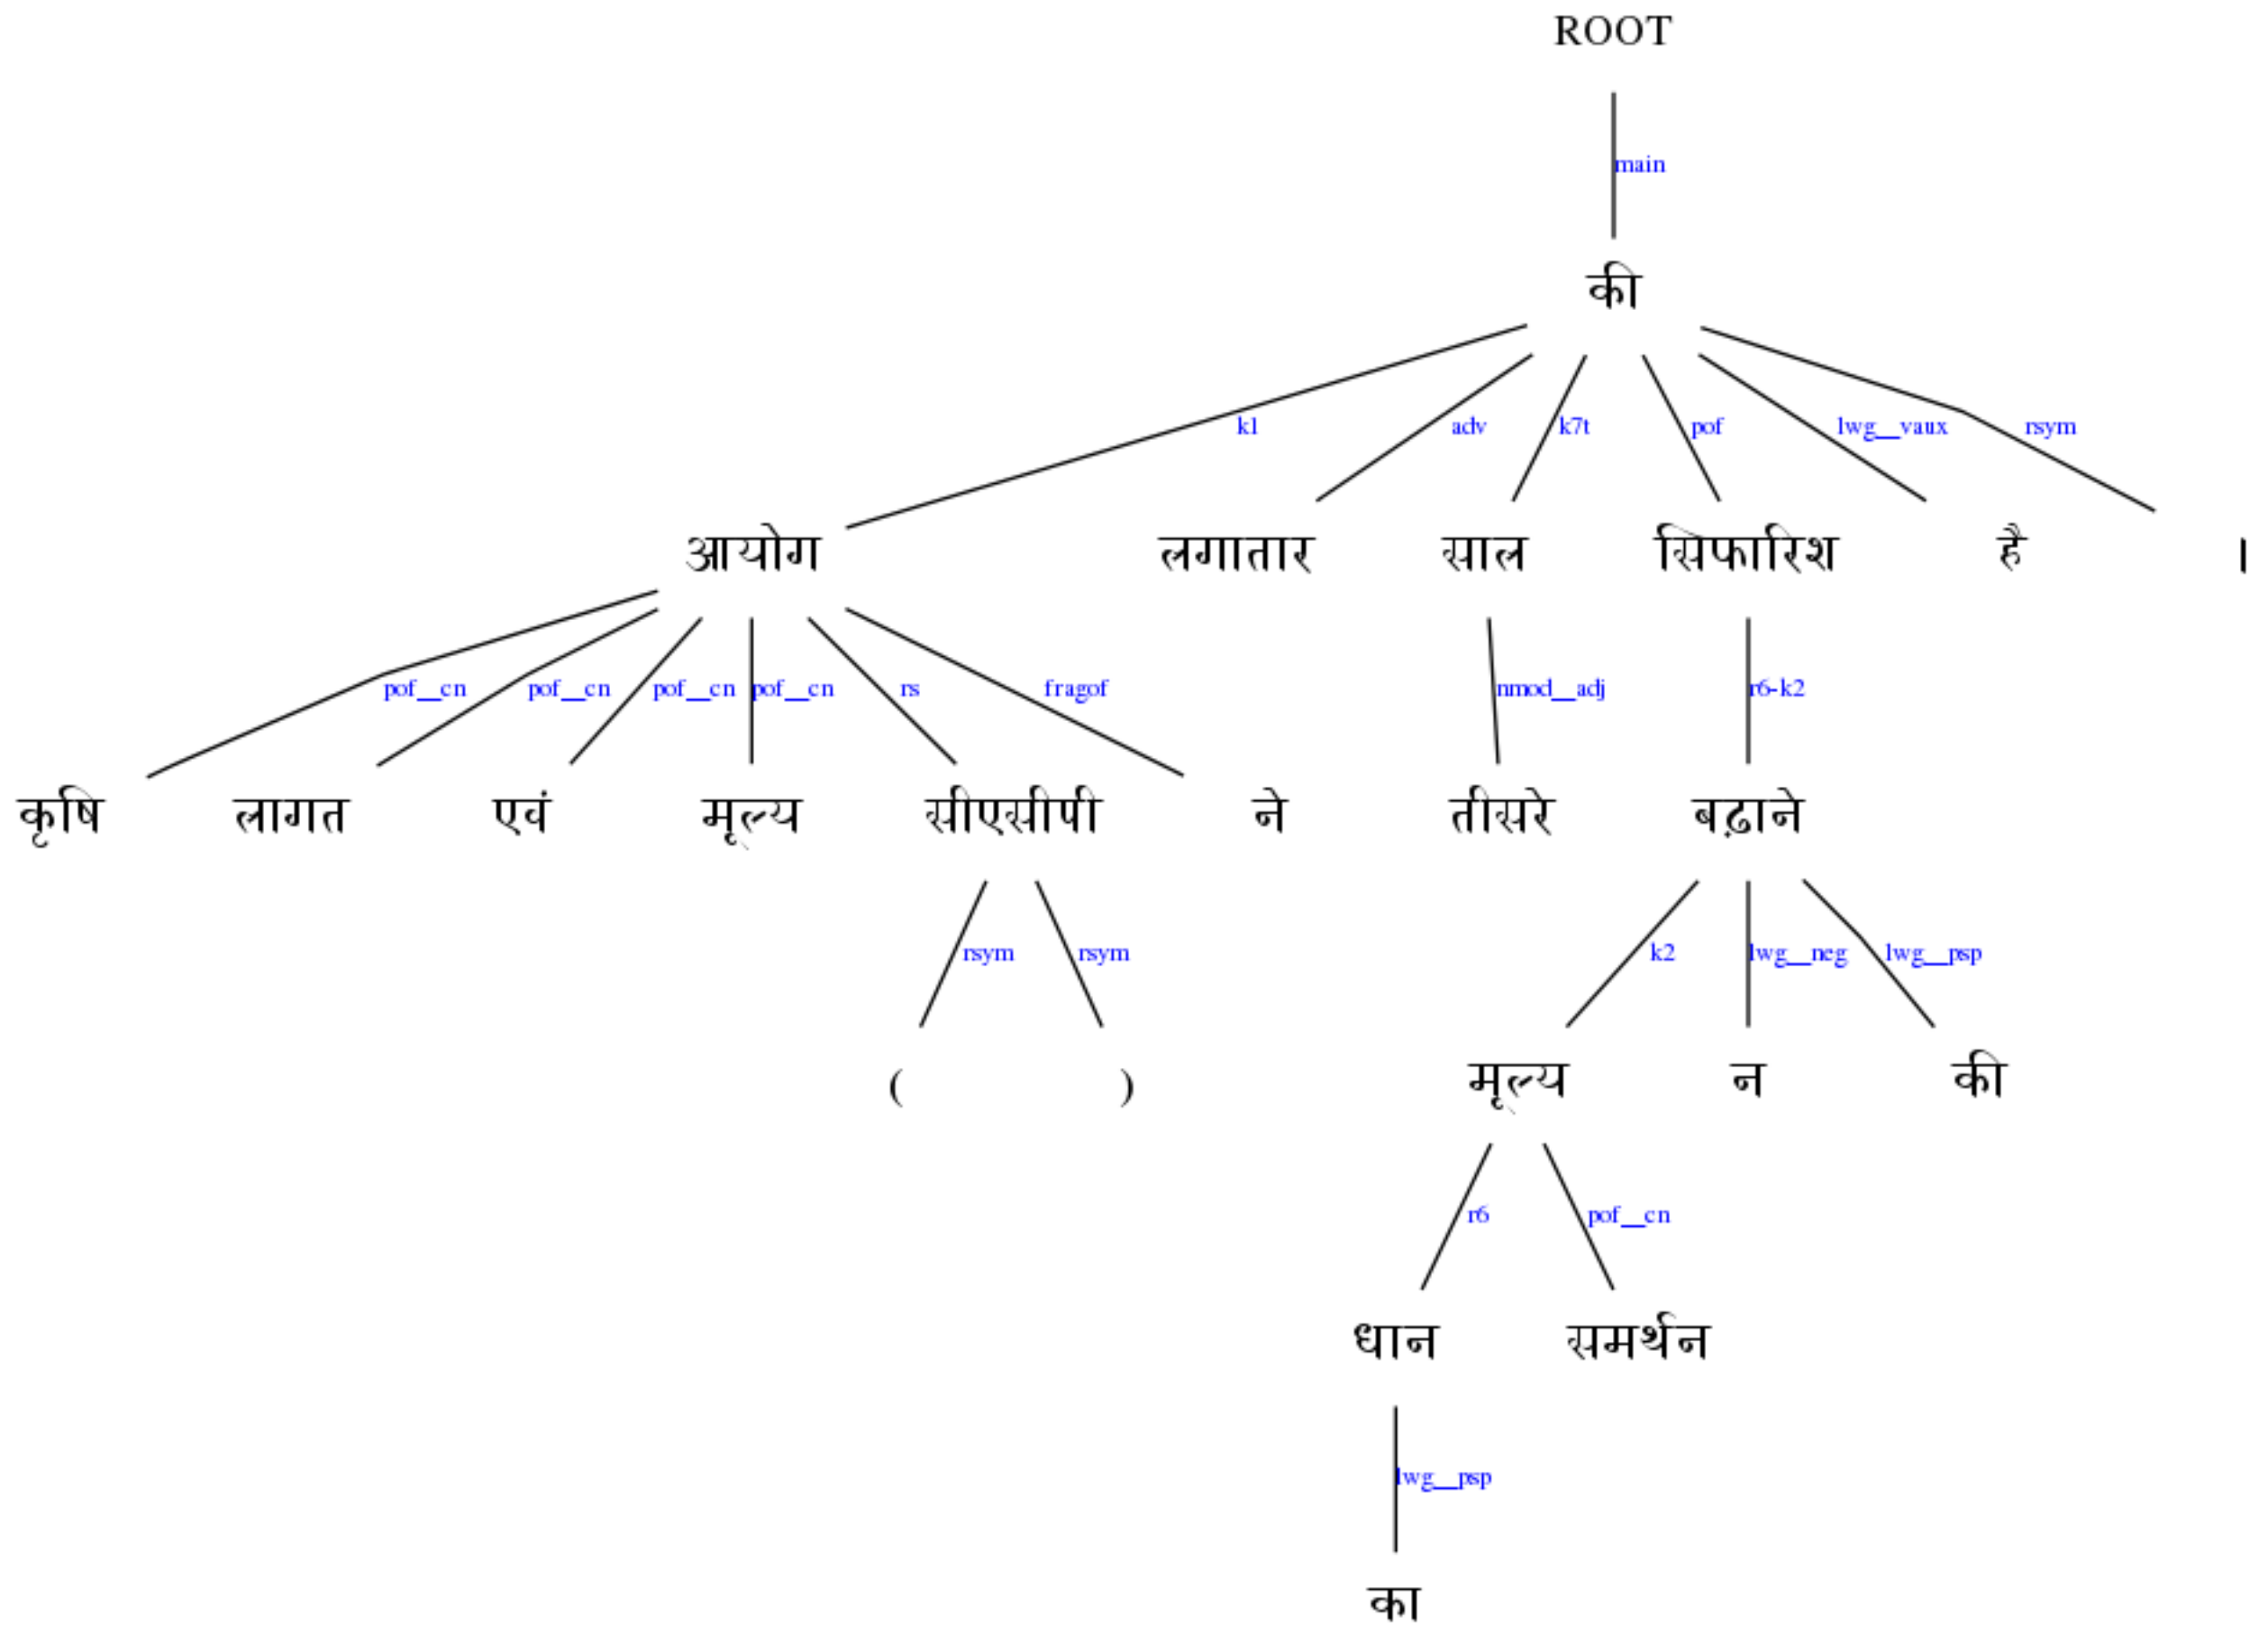 ROOT
main
की
k1 adv k7t pof lwg__vaux rsym
आयोग लगातार साल सिफारिश है ।
pof__cn pof__cn pof__cn pof__cn rs fragof nmod__adj r6-k2
कृषि लागत एवं मूल्य सीएसीपी ने तीसरे बढ़ाने
rsym rsym k2 lwg__neg lwg__psp
( ) मूल्य न की
r6 pof__cn
धान समर्थन
lwg__psp
का